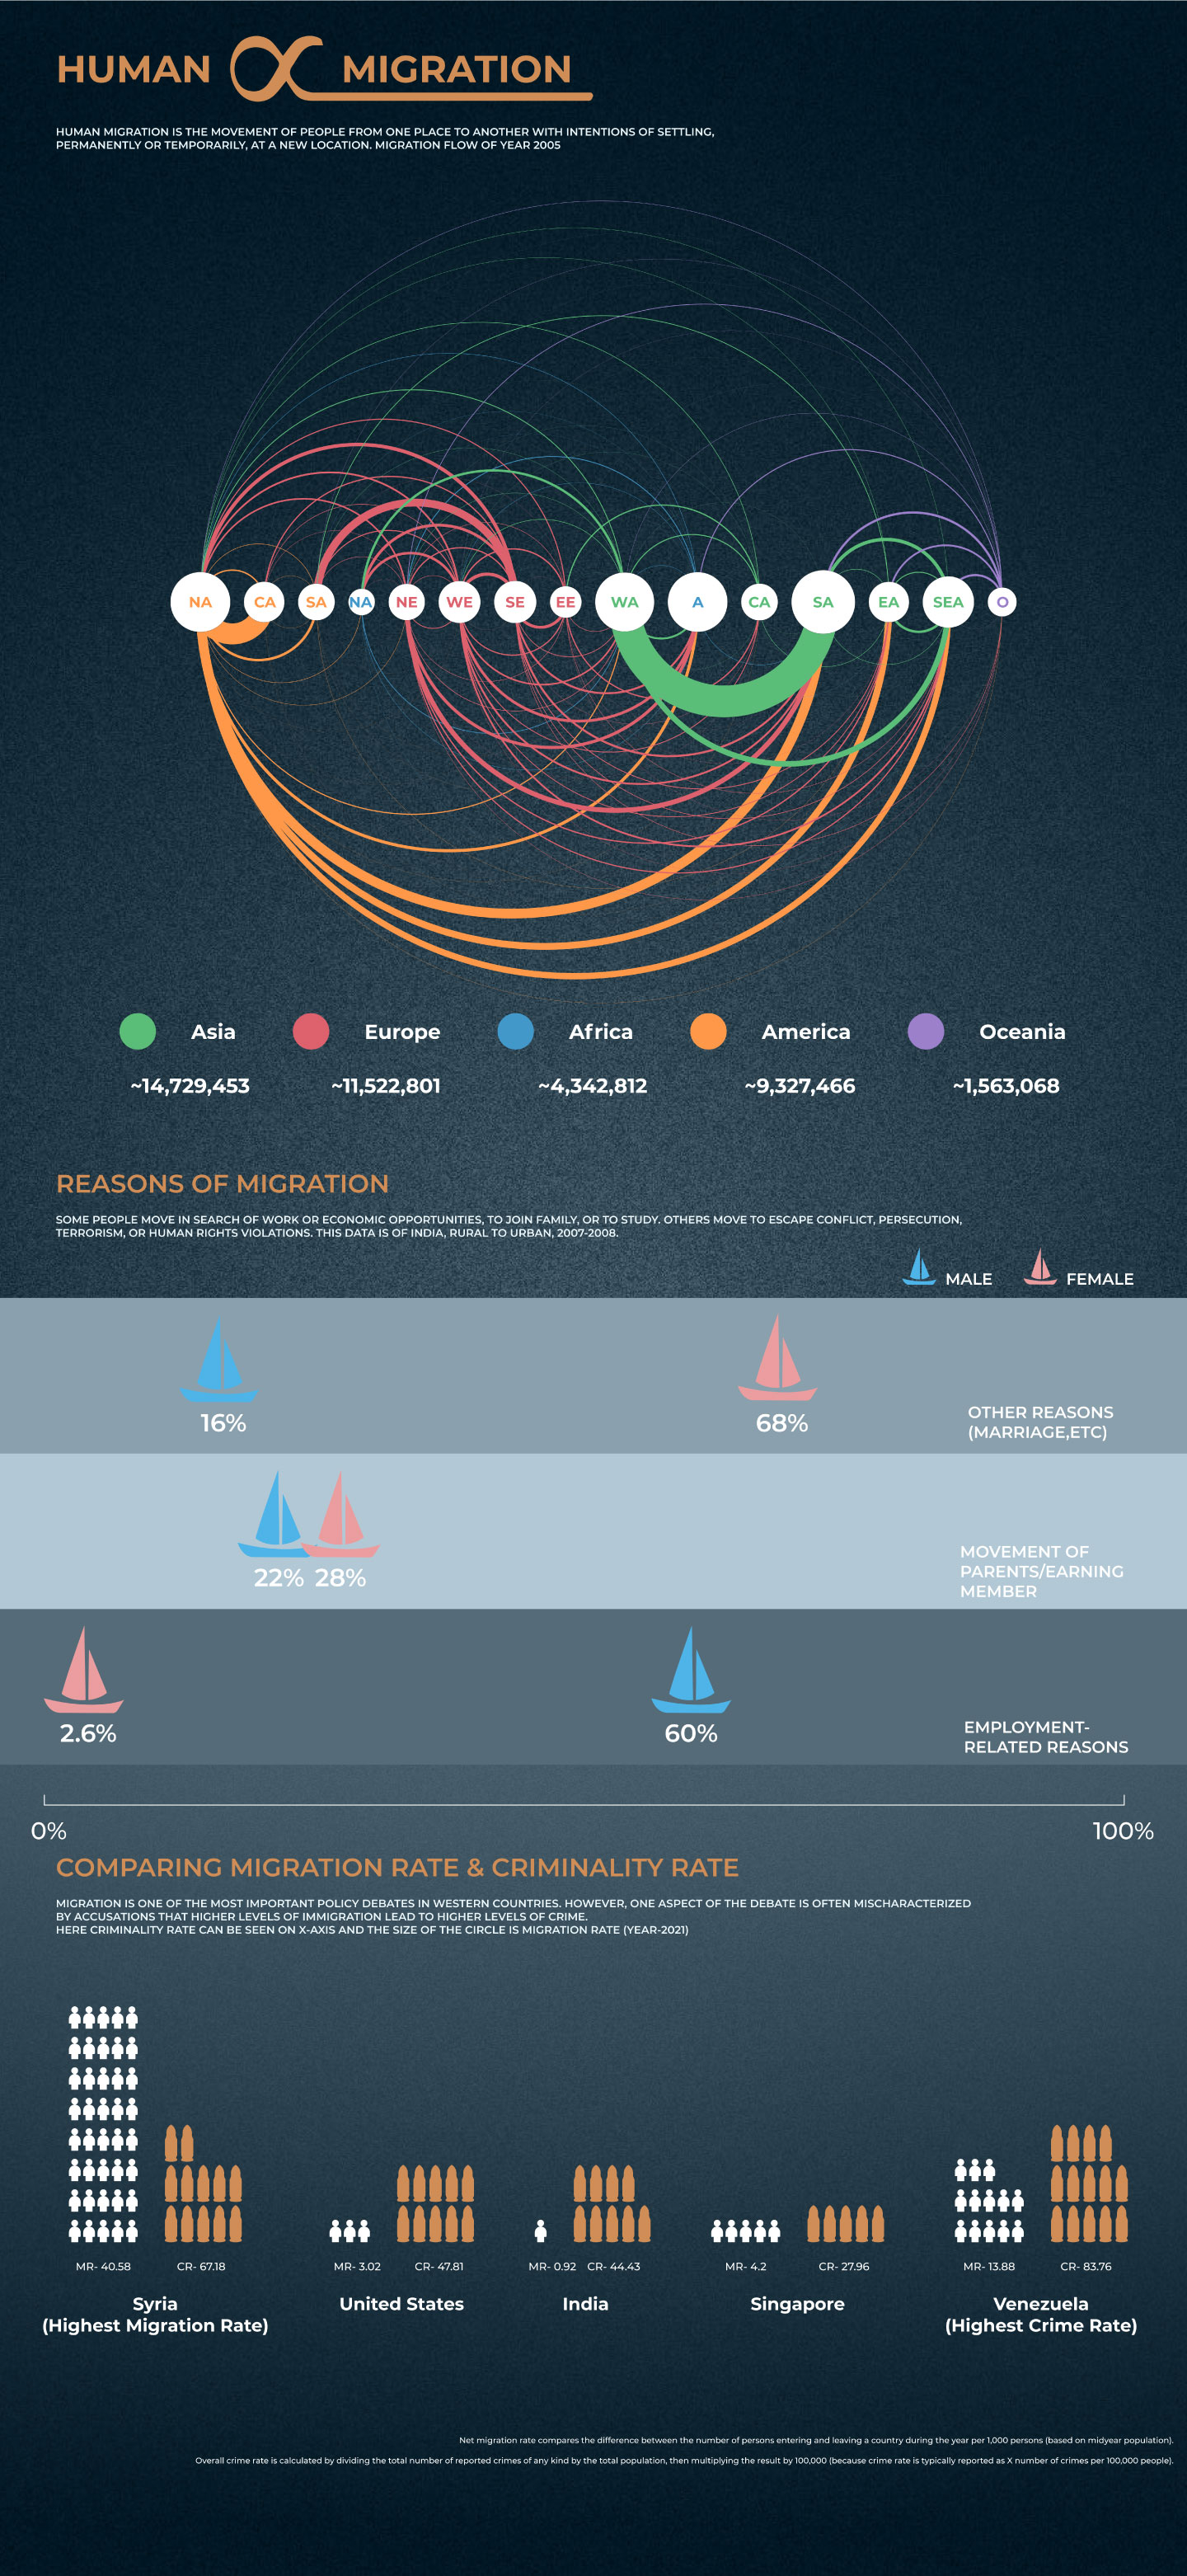 HUMAN MIGRATION
HUMAN MIGRATION IS THE MOVEMENT OF PEOPLE FROM ONE PLACE TO ANOTHER WITH INTENTIONS OF SETTLING,
PERMANENTLY OR TEMPORARILY, AT A NEW LOCATION. MIGRATION FLOW OF YEAR 2005
NA CA SA NA NE WE SE EE WA A CA SA EA SEA O
Asia Europe Africa America Oceania
~14,729,453 ~11,522,801 ~4,342,812 ~9,327,466 ~1,563,068
REASONS OF MIGRATION
SOME PEOPLE MOVE IN SEARCH OF WORK OR ECONOMIC OPPORTUNITIES, TO JOIN FAMILY, OR TO STUDY. OTHERS MOVE TO ESCAPE CONFLICT, PERSECUTION,
TERRORISM, OR HUMAN RIGHTS VIOLATIONS. THIS DATA IS OF INDIA, RURAL TO URBAN, 2007-2008.
MALE FEMALE
16% 68%
OTHER REASONS
(MARRIAGE,ETC)
22% 28%
MOVEMENT OF
PARENTS/EARNING
MEMBER
2.6% 60%
EMPLOYMENT-
RELATED REASONS
0% 100%
COMPARING MIGRATION RATE & CRIMINALITY RATE
MIGRATION IS ONE OF THE MOST IMPORTANT POLICY DEBATES IN WESTERN COUNTRIES. HOWEVER, ONE ASPECT OF THE DEBATE IS OFTEN MISCHARACTERIZED
BY ACCUSATIONS THAT HIGHER LEVELS OF IMMIGRATION LEAD TO HIGHER LEVELS OF CRIME.
HERE CRIMINALITY RATE CAN BE SEEN ON X-AXIS AND THE SIZE OF THE CIRCLE IS MIGRATION RATE (YEAR-2021)
MR- 40.58 CR- 67.18 MR- 3.02 CR- 47.81 MR- 0.92 CR- 44.43 MR- 4.2 CR- 27.96 MR- 13.88 CR- 83.76
Syria
(Highest Migration Rate)
United States
India
Singapore
Venezuela
(Highest Crime Rate)
Net migration rate compares the difference between the number of persons entering and leaving a country during the year per 1,000 persons (based on midyear population).
Overall crime rate is calculated by dividing the total number of reported crimes of any kind by the total population, then multiplying the result by 100,000 (because crime rate is typically reported as X number of crimes per 100,000 people).